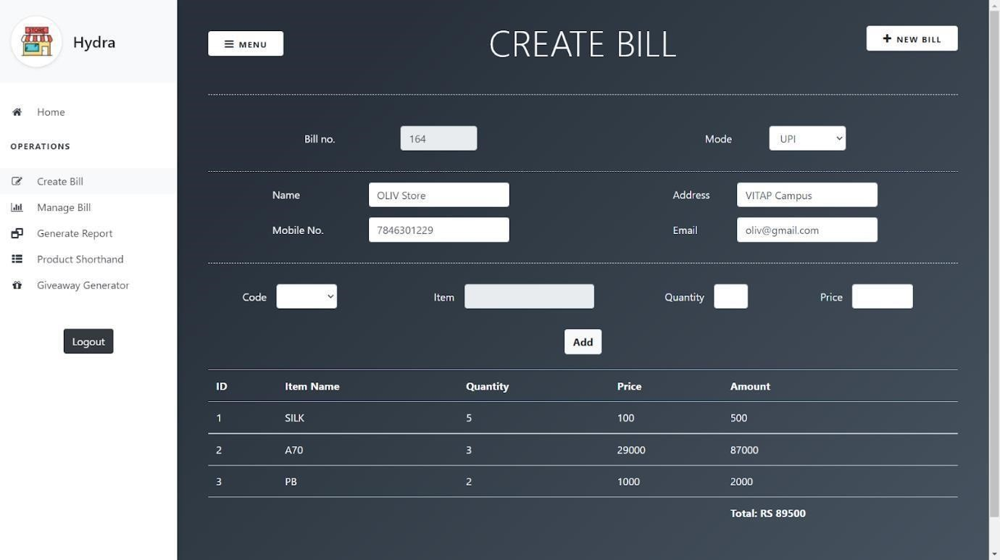 STORE
Hydra
Home
OPERATIONS
Create Bill
Manage Bill
Generate Report
Product Shorthand
Giveaway Generator
Logout
MENU
CREATE BILL
NEW BILL
Bill no. 164 Mode UPI
Name OLIV Store Address VITAP Campus
Mobile No. 7846301229 Email oliv@gmail.com
Code Item Quantity Price
Add
ID Item Name Quantity Price Amount
1 SILK 5 100 500
2 A70 3 29000 87000
3 PB 2 1000 2000
Total: RS 89500